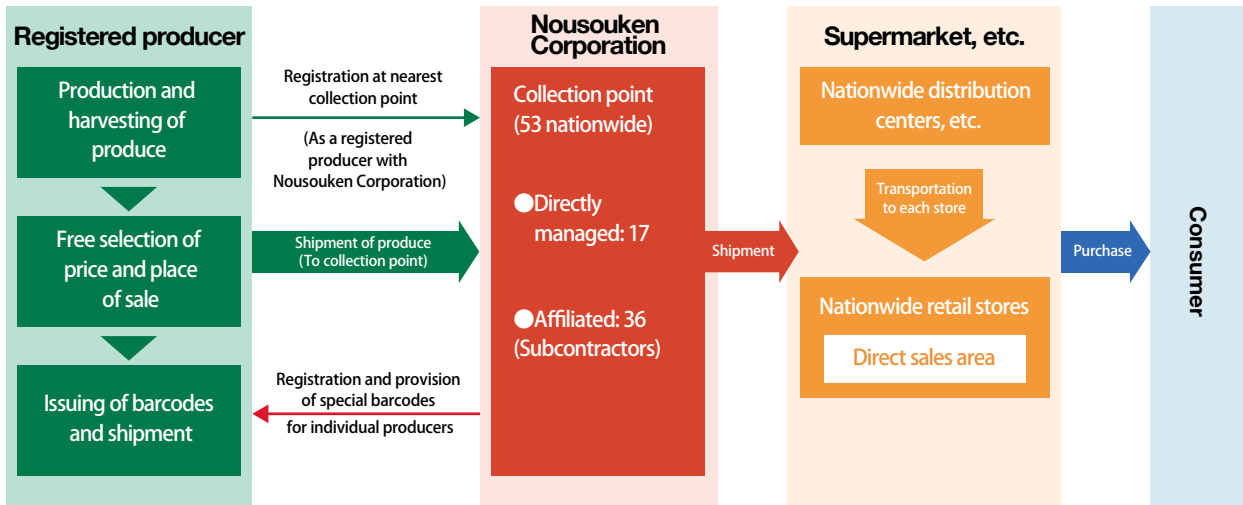 Registered producer
Production and
harvesting of
produce
Free selection of
price and place
of sale
Issuing of barcodes
and shipment
Registration at nearest
collection point
(As a registered
producer with
Nousouken Corporation)
Shipment of produce
(To collection point)
Registration and provision
of special barcodes
for individual producers
Nousouken
Corporation
Collection point
(53 nationwide)
●Directly
managed: 17
●Affiliated: 36
(Subcontractors)
Shipment
Supermarket, etc.
Nationwide distribution
centers, etc.
Transportation
to each store
Nationwide retail stores
Direct sales area
Purchase
Consumer